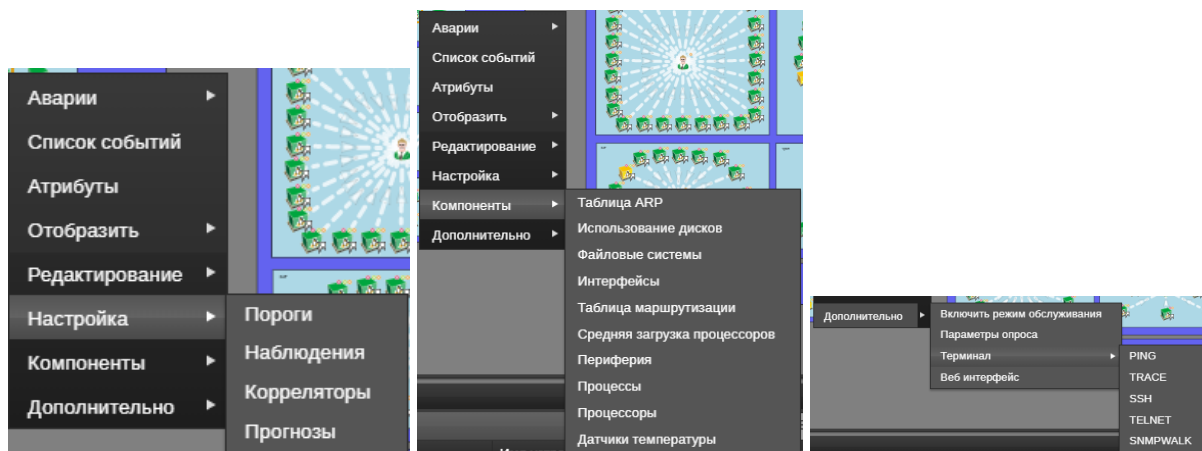 Аварии
Список событий
Атрибуты
Отобразить
Редактирование
Настройка
Компоненты
Дополнительно
Пороги
Наблюдения
Корреляторы
Прогнозы
Аварии
Список событий
Атрибуты
Отобразить
Редактирование
Настройка
Компоненты
Дополнительно
Таблица ARP
Использование дисков
Файловые системы
Интерфейсы
Таблица маршрутизации
Средняя загрузка процессоров
Периферия
Процессы
Процессоры
Датчики температуры
Дополнительно
Включить режим обслуживания
Параметры опроса
Терминал
Веб интерфейс
PING
TRACE
SSH
TELNET
SNMPWALK